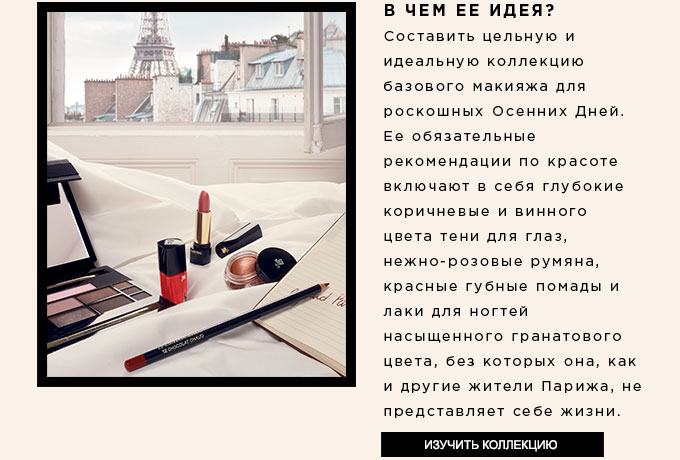 В ЧЕМ ЕЕ ИДЕЯ?
Составить цельную и
идеальную коллекцию
базового макияжа для
роскошных Осенних Дней.
Ее обязательные
рекомендации по красоте
включают в себя глубокие
коричневые и винного
цвета тени для глаз,
нежно-розовые румяна,
красные губные помады и
лаки для ногтей
насыщенного гранатового
цвета, без которых она, как
и другие жители Парижа, не
представляет себе жизни.
ИЗУЧИТЬ КОЛЛЕКЦИЮ
CHOCOLAT CHAUD